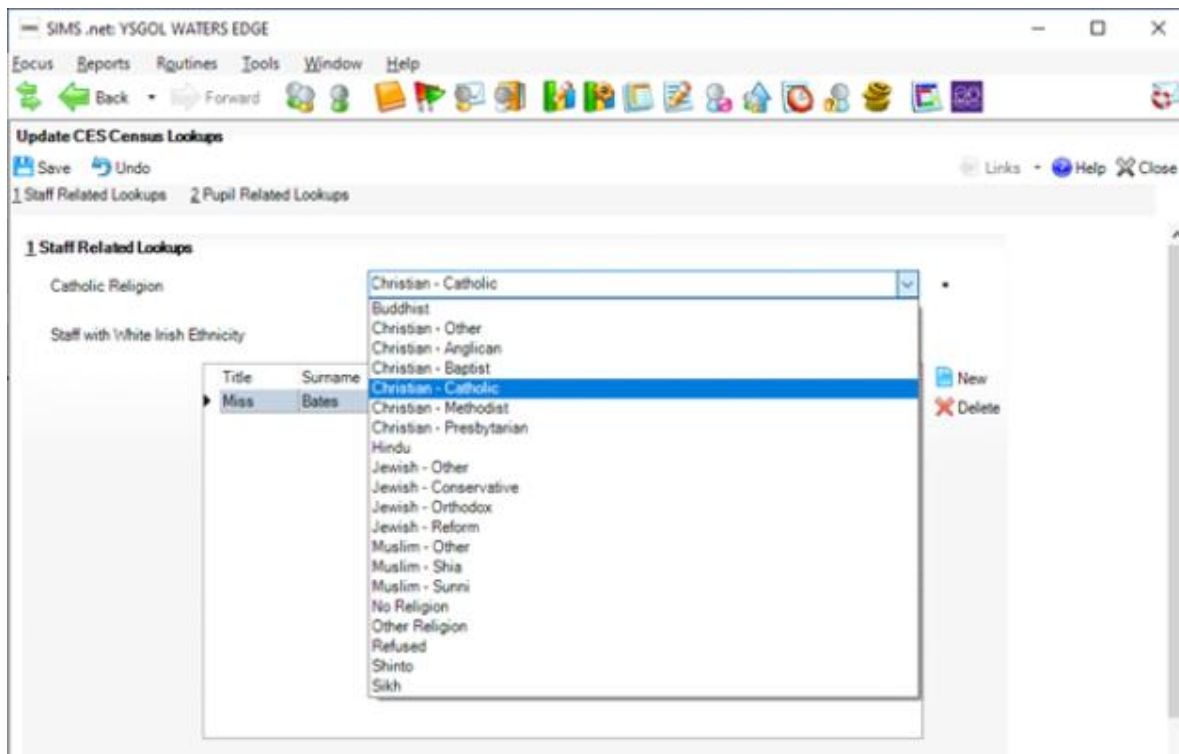 SIMS .net: YSGOL WATERS EDGE
Focus Reports Routines Tools Window Help
Back Forward
Update CES Census Lookups
Save Undo Links Help Close
1 Staff Related Lookups 2 Pupil Related Lookups
1 Staff Related Lookups
Catholic Religion Christian - Catholic
Buddhist
Christian - Other
Staff with White Irish Ethnicity
Christian - Anglican
Christian - Baptist
Title Surname New
Christian - Catholic
Miss Bates Delete
Christian - Methodist
Christian - Presbytarian
Hindu
Jewish - Other
Jewish - Conservative
Jewish - Orthodox
Jewish - Reform
Muslim - Other
Muslim - Shia
Muslim - Sunni
No Religion
Other Religion
Refused
Shinto
Sikh